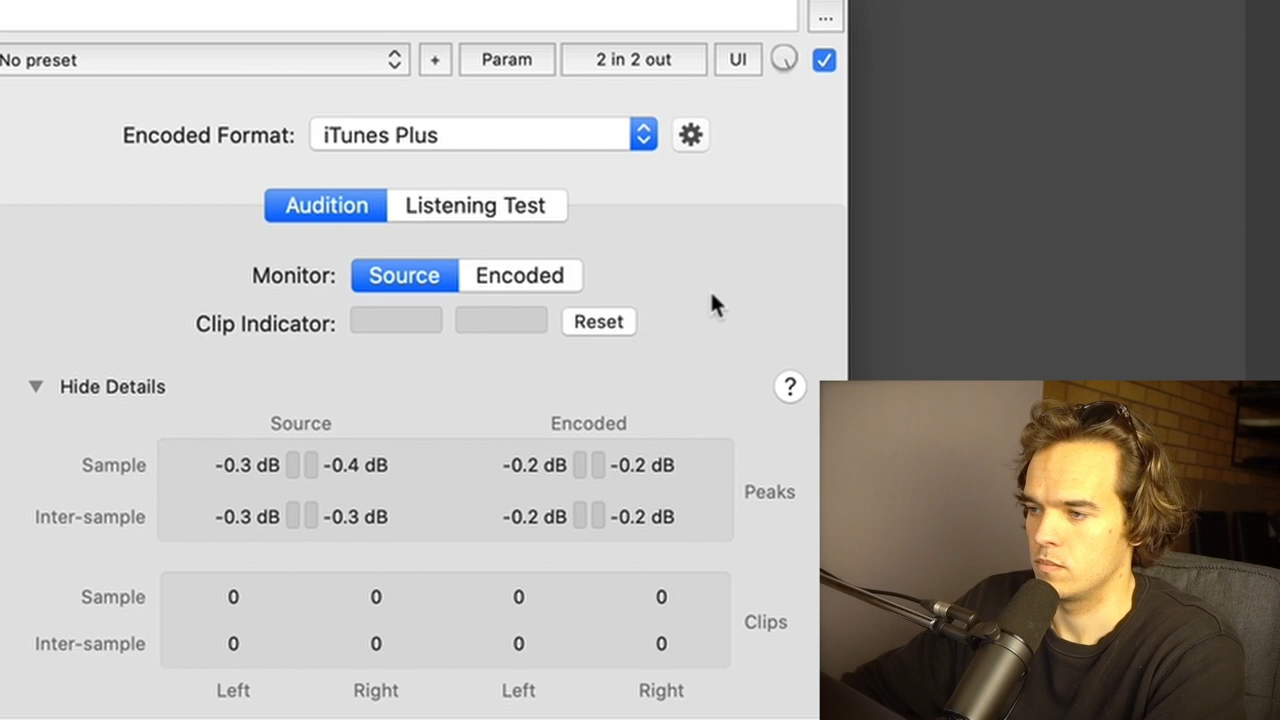 ...
No preset + Param 2 in 2 out UI
Encoded Format: iTunes Plus
Audition Listening Test
Monitor: Source Encoded
Clip Indicator: Reset
Hide Details ?
Source Encoded
Sample -0.3 dB -0.4 dB -0.2 dB -0.2 dB
Peaks
Inter-sample -0.3 dB -0.3 dB -0.2 dB -0.2 dB
Sample 0 0 0 0
Clips
Inter-sample 0 0 0 0
Left Right Left Right